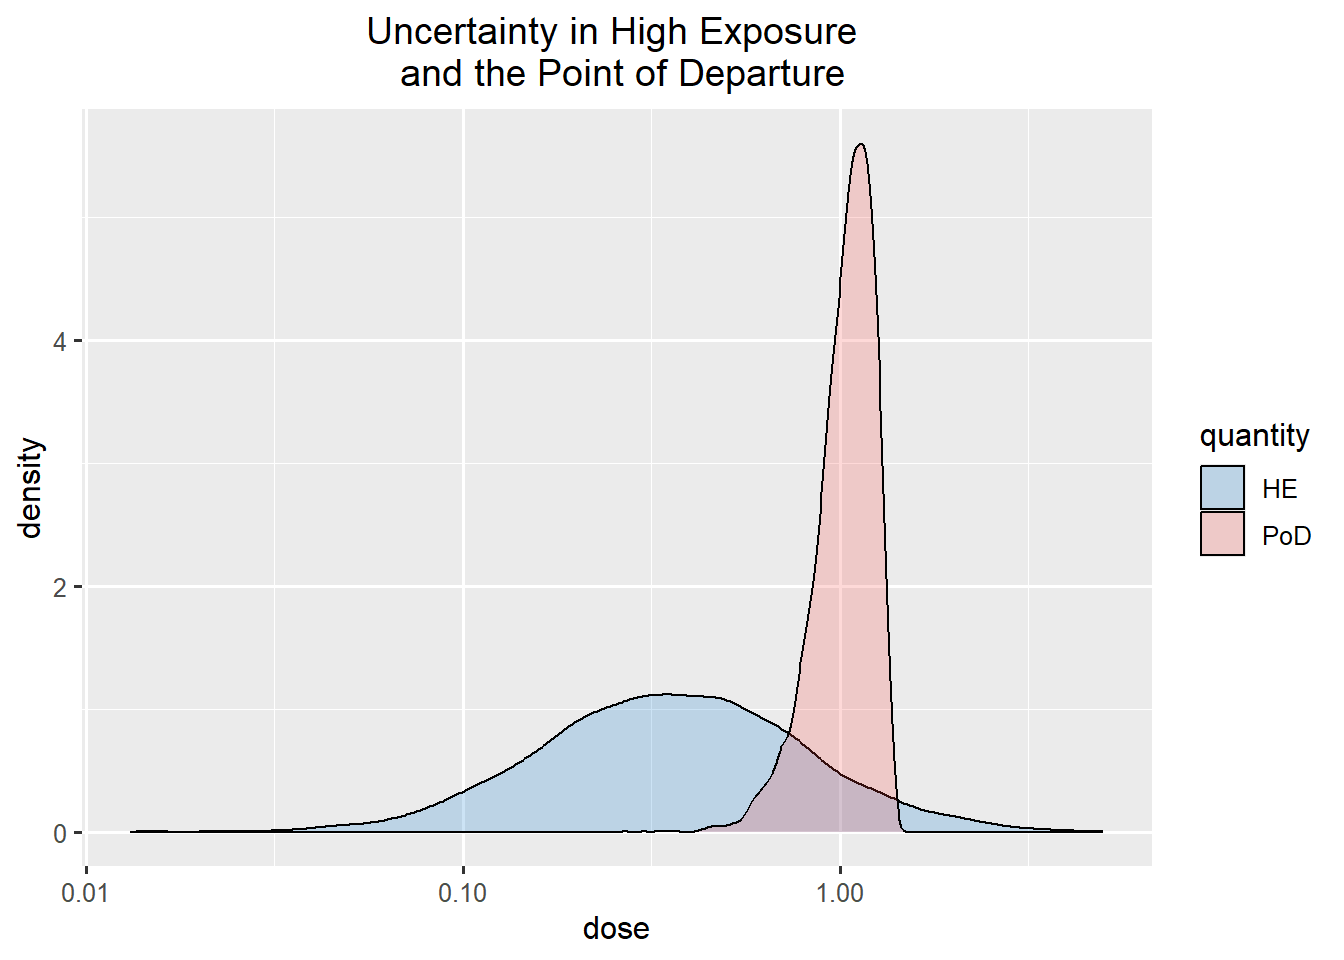 Uncertainty in High Exposure
and the Point of Departure
density
4
2
0
0.01
0.10
1.00
dose
quantity
HE
PoD